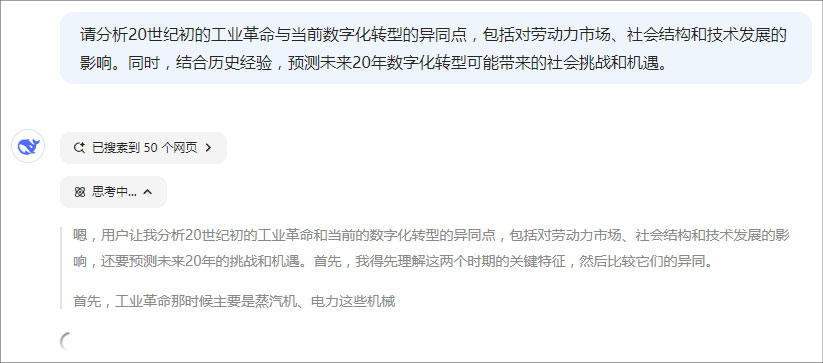 请分析20世纪初的工业革命与当前数字化转型的异同点，包括对劳动力市场、社会结构和技术发展的
影响。同时，结合历史经验，预测未来20年数字化转型可能带来的社会挑战和机遇。
已搜索到 50 个网页
思考中...
嗯，用户让我分析20世纪初的工业革命和当前的数字化转型的异同点，包括对劳动力市场、社会结构和技术发展的影
响，还要预测未来20年的挑战和机遇。首先，我得先理解这两个时期的关键特征，然后比较它们的异同。
首先，工业革命那时候主要是蒸汽机、电力这些机械